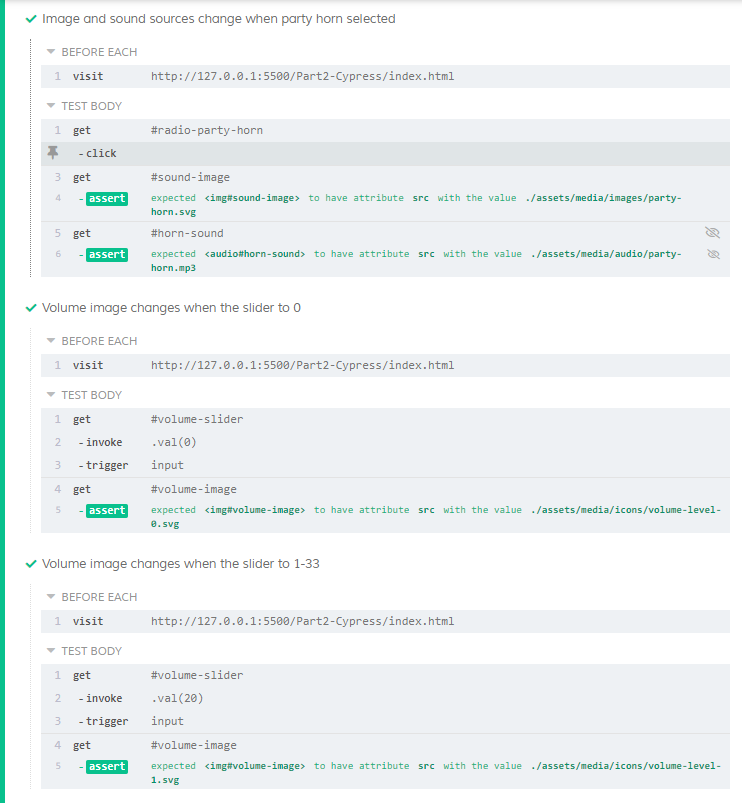 Image and sound sources change when party horn selected
BEFORE EACH
1 visit http://127.0.0.1:5500/Part2-Cypress/index.html
TEST BODY
1 get #radio-party-horn
- click
3 get #sound-image
4 - assert expected <img#sound-image> to have attribute src with the value ./assets/media/images/party-
horn.svg
5 get #horn-sound
6 - assert expected <audio#horn-sound> to have attribute src with the value ./assets/media/audio/party-
horn.mp3
Volume image changes when the slider to 0
BEFORE EACH
1 visit http://127.0.0.1:5500/Part2-Cypress/index.html
TEST BODY
1 get #volume-slider
2 - invoke .val(0)
3 - trigger input
4 get #volume-image
5 - assert expected <img#volume-image> to have attribute src with the value ./assets/media/icons/volume-level-
0.svg
Volume image changes when the slider to 1-33
BEFORE EACH
1 visit http://127.0.0.1:5500/Part2-Cypress/index.html
TEST BODY
1 get #volume-slider
2 - invoke .val(20)
3 - trigger input
4 get #volume-image
5 - assert expected <img#volume-image> to have attribute src with the value ./assets/media/icons/volume-level-
1.svg